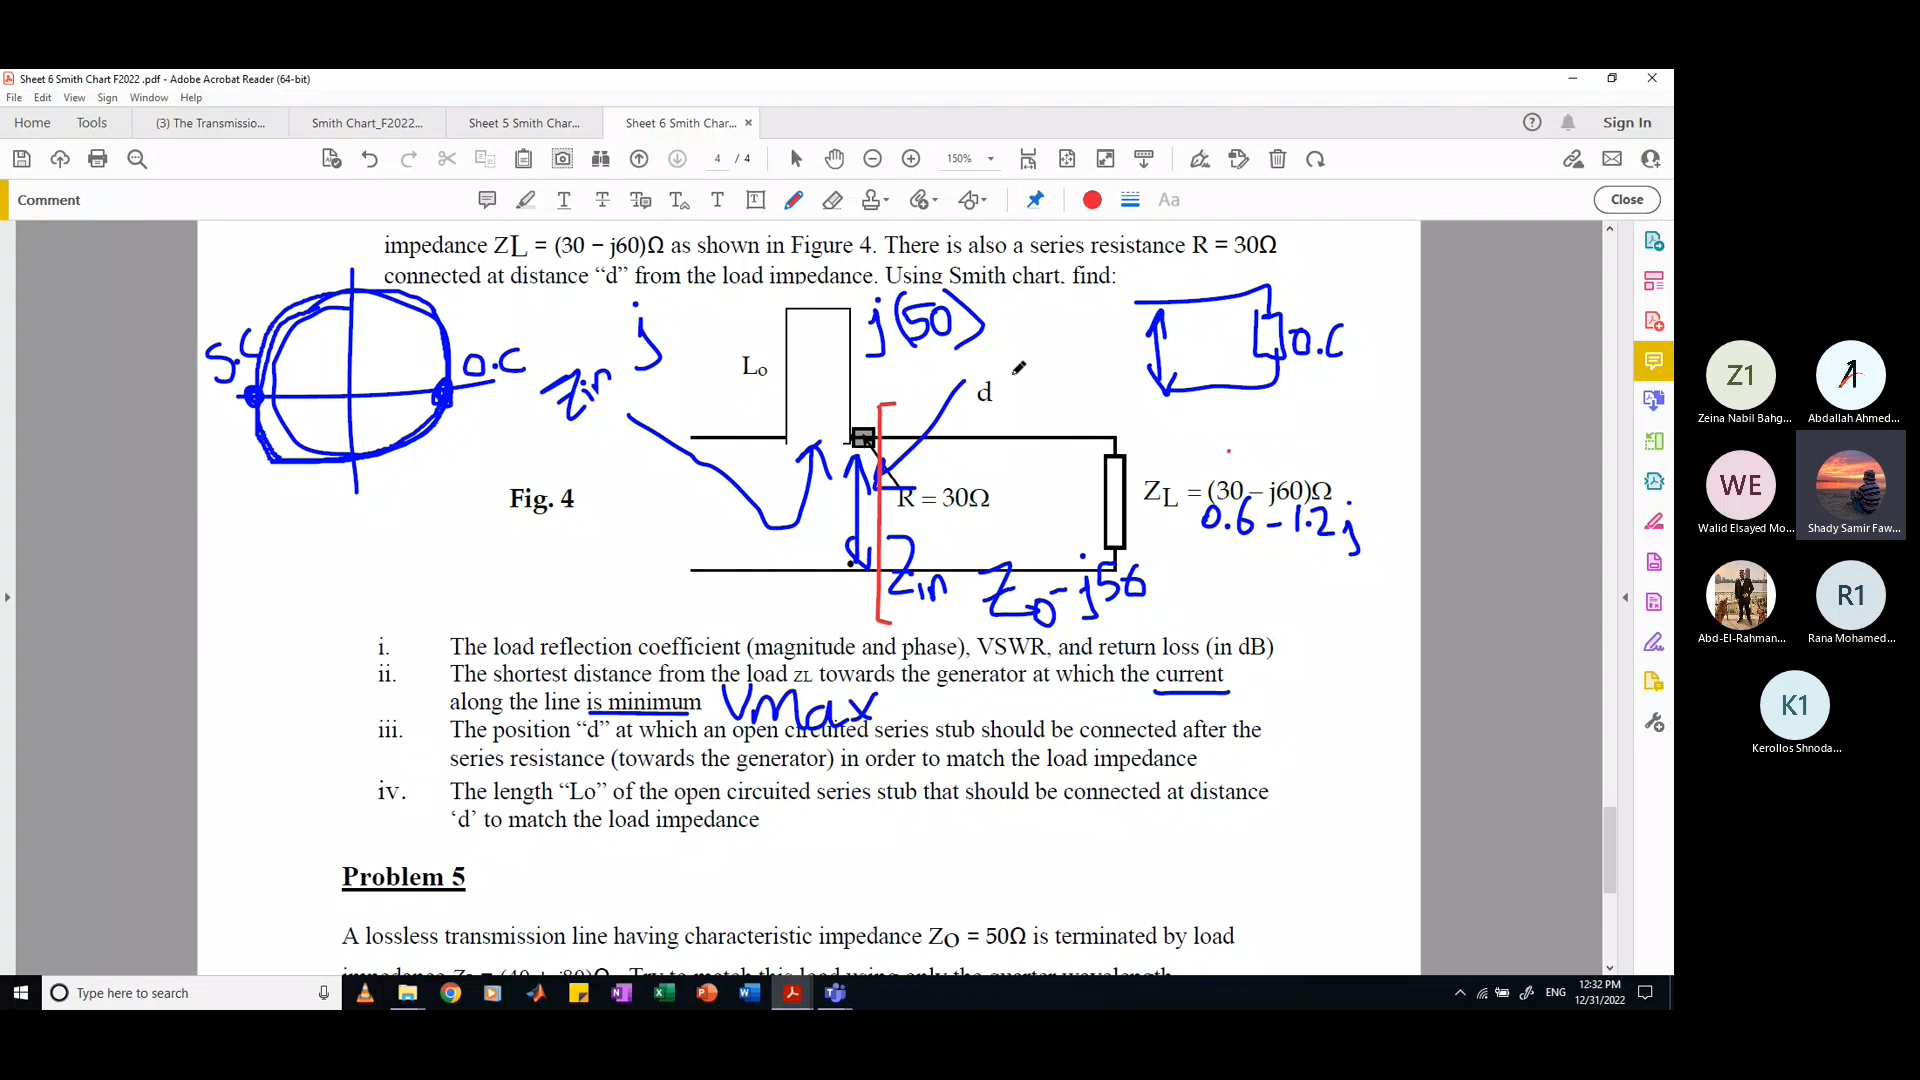 Sheet 6 Smith Chart F2022 .pdf - Adobe Acrobat Reader (64-bit)
File Edit View Sign Window Help
Home Tools (3) The Transmissio... Smith Chart_F2022... Sheet 5 Smith Char... Sheet 6 Smith Char... Sign In
4 / 4 150%
Comment Aa Close
impedance ZL = (30 − j60)Ω as shown in Figure 4. There is also a series resistance R = 30Ω
connected at distance “d” from the load impedance. Using Smith chart, find:
S.C
O.C
Zin
j
j(50)
Lo
d
O.C
Fig. 4
R = 30Ω
ZL = (30 – j60)Ω
0.6 - 1.2j
Zin
Zo - j50
i. The load reflection coefficient (magnitude and phase), VSWR, and return loss (in dB)
ii. The shortest distance from the load ZL towards the generator at which the current
along the line is minimum
Vmax
iii. The position “d” at which an open circuited series stub should be connected after the
series resistance (towards the generator) in order to match the load impedance
iv. The length “Lo” of the open circuited series stub that should be connected at distance
‘d’ to match the load impedance
Problem 5
A lossless transmission line having characteristic impedance ZO = 50Ω is terminated by load
Z1
Zeina Nabil Bahg...
Abdallah Ahmed...
WE
Walid Elsayed Mo...
Shady Samir Faw...
Abd-El-Rahman...
R1
Rana Mohamed...
K1
Kerollos Shnoda...
Type here to search
ENG
12:32 PM
12/31/2022